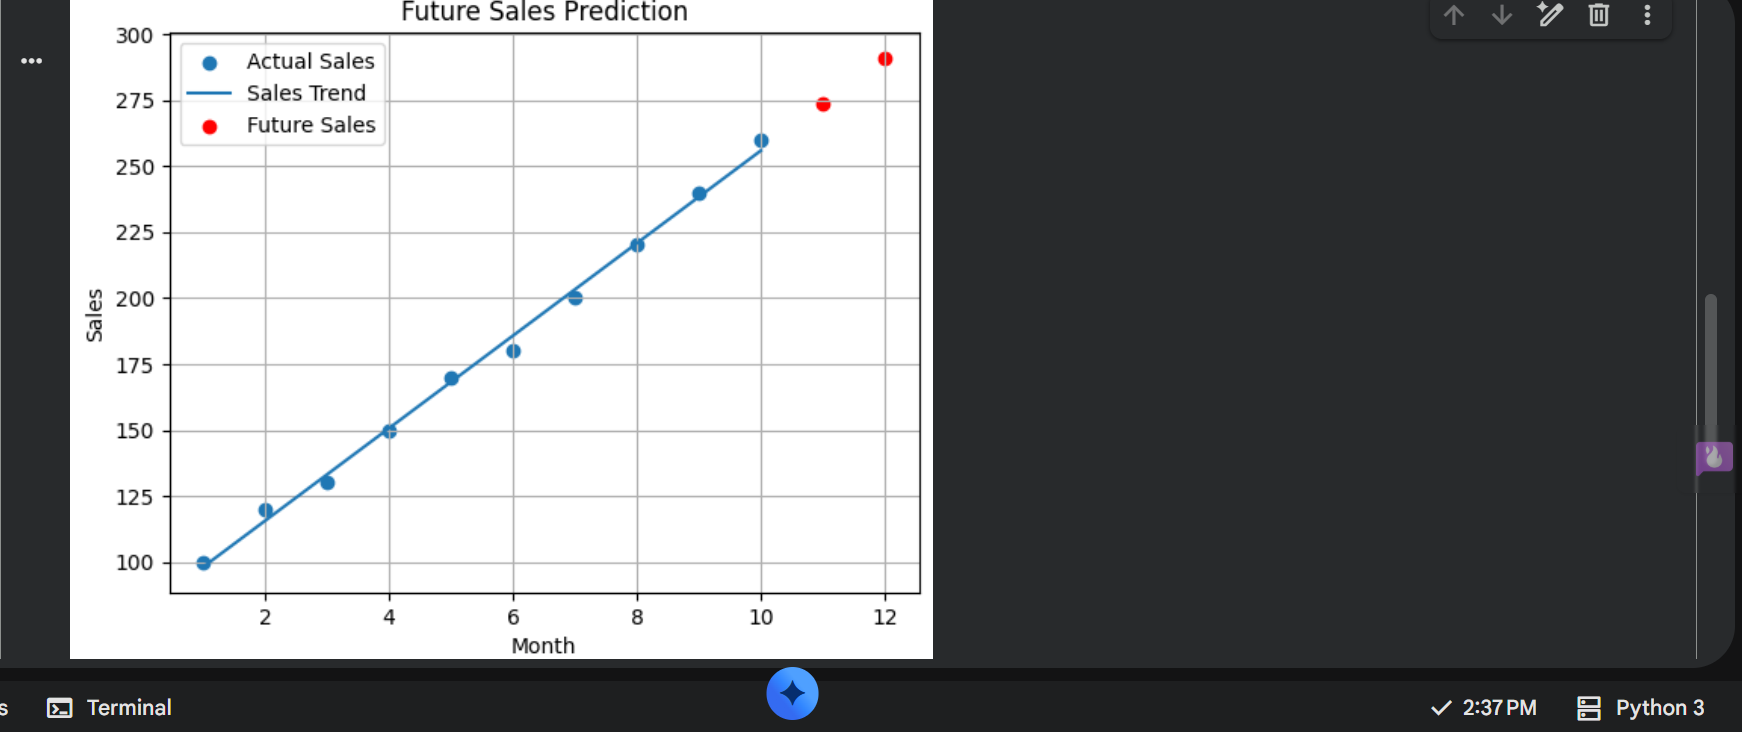 Future Sales Prediction
300
275
250
225
200
175
150
125
100
Sales
Actual Sales
Sales Trend
Future Sales
2 4 6 8 10 12
Month
s Terminal 2:37 PM Python 3